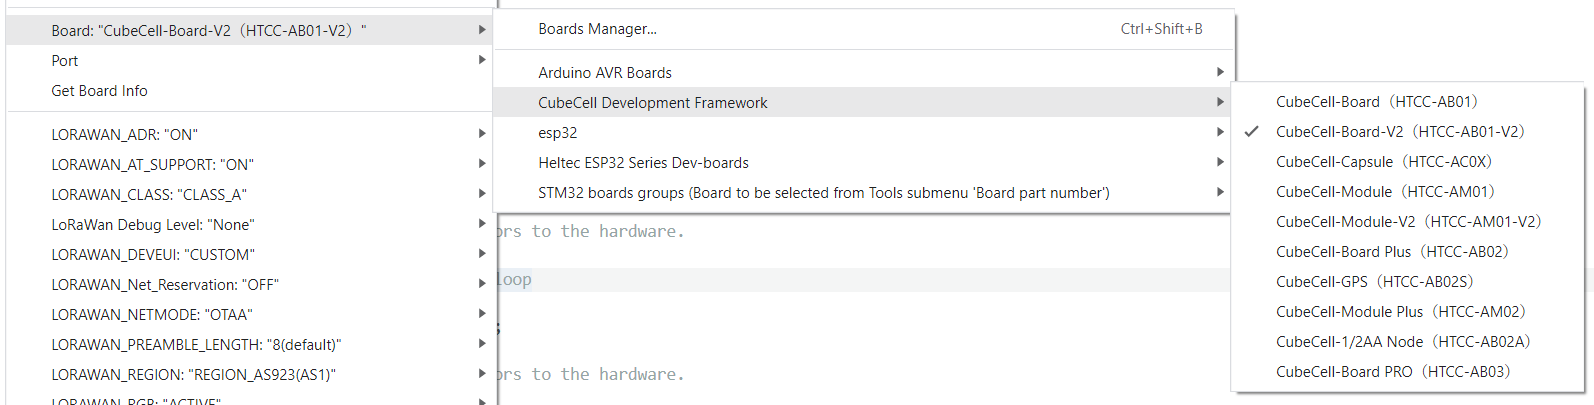 Board: "CubeCell-Board-V2（HTCC-AB01-V2）"
Port
Get Board Info
LORAWAN_ADR: "ON"
LORAWAN_AT_SUPPORT: "ON"
LORAWAN_CLASS: "CLASS_A"
LoRaWan Debug Level: "None"
LORAWAN_DEVEUI: "CUSTOM"
LORAWAN_Net_Reservation: "OFF"
LORAWAN_NETMODE: "OTAA"
LORAWAN_PREAMBLE_LENGTH: "8(default)"
LORAWAN_REGION: "REGION_AS923(AS1)"
LORAWAN_RGB: "ACTIVE"
Boards Manager... Ctrl+Shift+B
Arduino AVR Boards
CubeCell Development Framework
esp32
Heltec ESP32 Series Dev-boards
STM32 boards groups (Board to be selected from Tools submenu 'Board part number')
ors to the hardware.
loop
;
ors to the hardware.
CubeCell-Board（HTCC-AB01）
CubeCell-Board-V2（HTCC-AB01-V2）
CubeCell-Capsule（HTCC-AC0X）
CubeCell-Module（HTCC-AM01）
CubeCell-Module-V2（HTCC-AM01-V2）
CubeCell-Board Plus（HTCC-AB02）
CubeCell-GPS（HTCC-AB02S）
CubeCell-Module Plus（HTCC-AM02）
CubeCell-1/2AA Node（HTCC-AB02A）
CubeCell-Board PRO（HTCC-AB03）